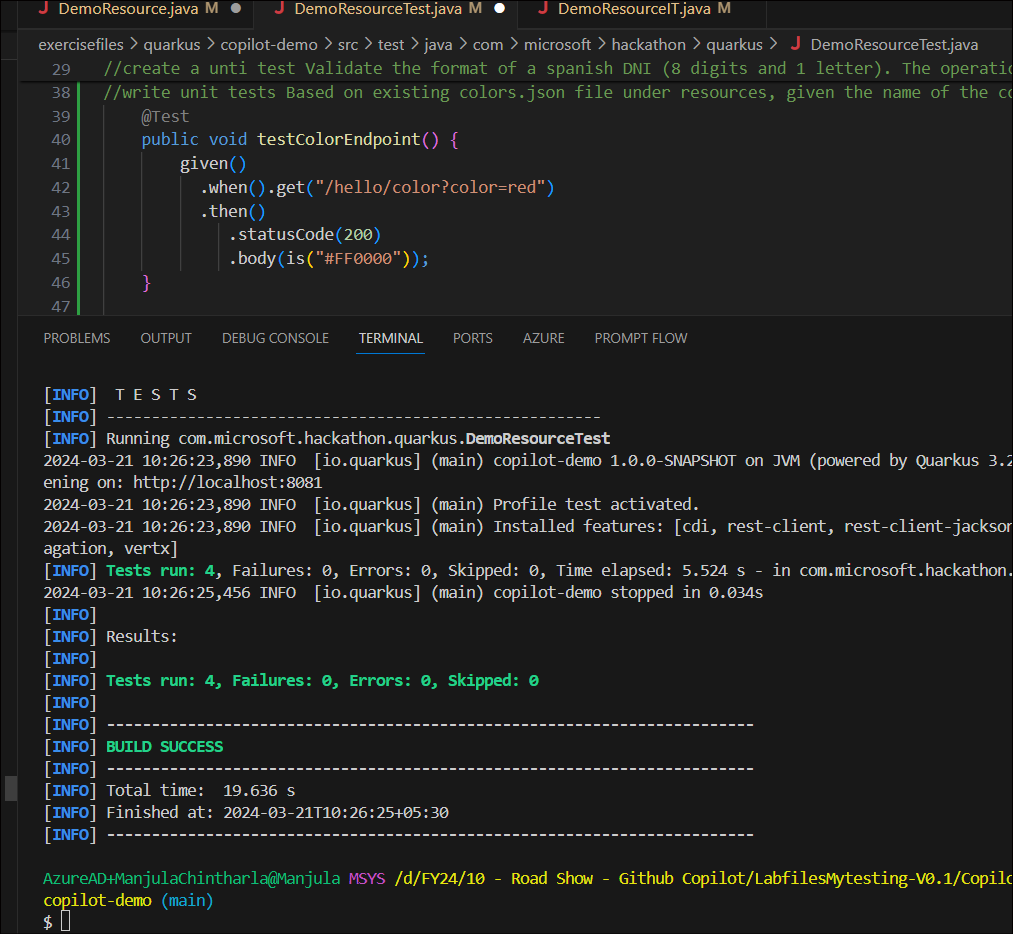 J DemoResource.java M ● J DemoResourceTest.java M ● J DemoResourceIT.java M
exercisefiles > quarkus > copilot-demo > src > test > java > com > microsoft > hackathon > quarkus > J DemoResourceTest.java
29 //create a unti test Validate the format of a spanish DNI (8 digits and 1 letter). The
38 //write unit tests Based on existing colors.json file under resources, given the name of the
39 @Test
40 public void testColorEndpoint() {
41 given()
42 .when().get("/hello/color?color=red")
43 .then()
44 .statusCode(200)
45 .body(is("#FF0000"));
46 }
47
PROBLEMS OUTPUT DEBUG CONSOLE TERMINAL PORTS AZURE PROMPT FLOW
[INFO] T E S T S
[INFO] -------------------------------------------------------
[INFO] Running com.microsoft.hackathon.quarkus.DemoResourceTest
2024-03-21 10:26:23,890 INFO [io.quarkus] (main) copilot-demo 1.0.0-SNAPSHOT on JVM (powered by Quarkus 3.2
ening on: http://localhost:8081
2024-03-21 10:26:23,890 INFO [io.quarkus] (main) Profile test activated.
2024-03-21 10:26:23,890 INFO [io.quarkus] (main) Installed features: [cdi, rest-client, rest-client-jackson
agation, vertx]
[INFO] Tests run: 4, Failures: 0, Errors: 0, Skipped: 0, Time elapsed: 5.524 s - in com.microsoft.hackathon.
2024-03-21 10:26:25,456 INFO [io.quarkus] (main) copilot-demo stopped in 0.034s
[INFO]
[INFO] Results:
[INFO]
[INFO] Tests run: 4, Failures: 0, Errors: 0, Skipped: 0
[INFO]
[INFO] ------------------------------------------------------------------------
[INFO] BUILD SUCCESS
[INFO] ------------------------------------------------------------------------
[INFO] Total time: 19.636 s
[INFO] Finished at: 2024-03-21T10:26:25+05:30
[INFO] ------------------------------------------------------------------------
AzureAD+ManjulaChintharla@Manjula MSYS /d/FY24/10 - Road Show - Github Copilot/LabfilesMytesting-V0.1/Copilo
copilot-demo (main)
$